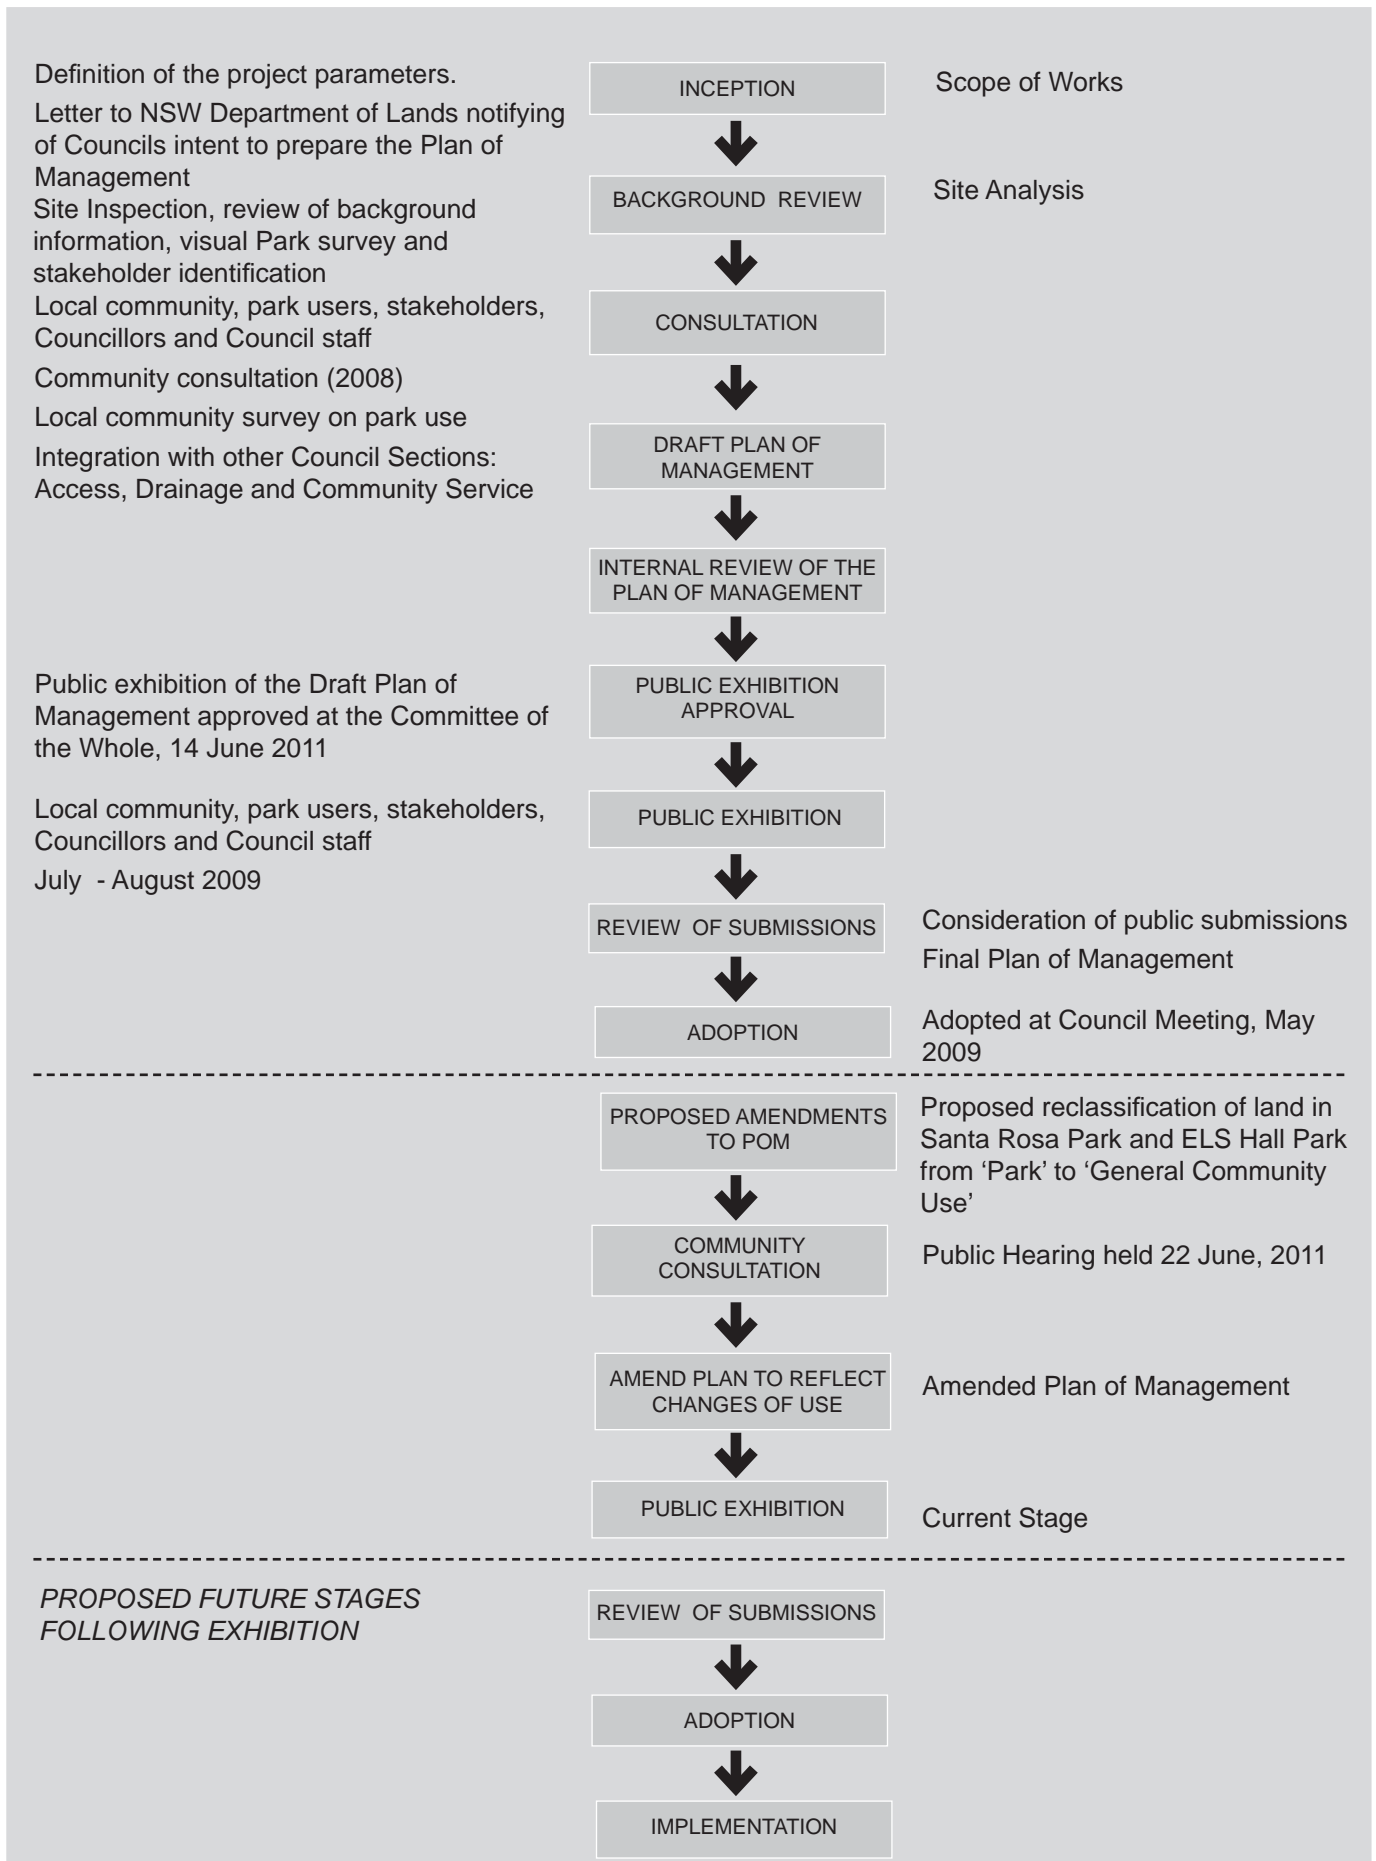 Definition of the project parameters.
INCEPTION
Scope of Works
Letter to NSW Department of Lands notifying
of Councils intent to prepare the Plan of
Management
BACKGROUND REVIEW
Site Analysis
Site Inspection, review of background
information, visual Park survey and
stakeholder identification
Local community, park users, stakeholders,
Councillors and Council staff
CONSULTATION
Community consultation (2008)
Local community survey on park use
Integration with other Council Sections:
Access, Drainage and Community Service
DRAFT PLAN OF
MANAGEMENT
INTERNAL REVIEW OF THE
PLAN OF MANAGEMENT
Public exhibition of the Draft Plan of
Management approved at the Committee of
the Whole, 14 June 2011
PUBLIC EXHIBITION
APPROVAL
Local community, park users, stakeholders,
Councillors and Council staff
July - August 2009
PUBLIC EXHIBITION
REVIEW OF SUBMISSIONS
Consideration of public submissions
Final Plan of Management
ADOPTION
Adopted at Council Meeting, May
2009
PROPOSED AMENDMENTS
TO POM
Proposed reclassification of land in
Santa Rosa Park and ELS Hall Park
from ‘Park’ to ‘General Community
Use’
COMMUNITY
CONSULTATION
Public Hearing held 22 June, 2011
AMEND PLAN TO REFLECT
CHANGES OF USE
Amended Plan of Management
PUBLIC EXHIBITION
Current Stage
PROPOSED FUTURE STAGES
FOLLOWING EXHIBITION
REVIEW OF SUBMISSIONS
ADOPTION
IMPLEMENTATION